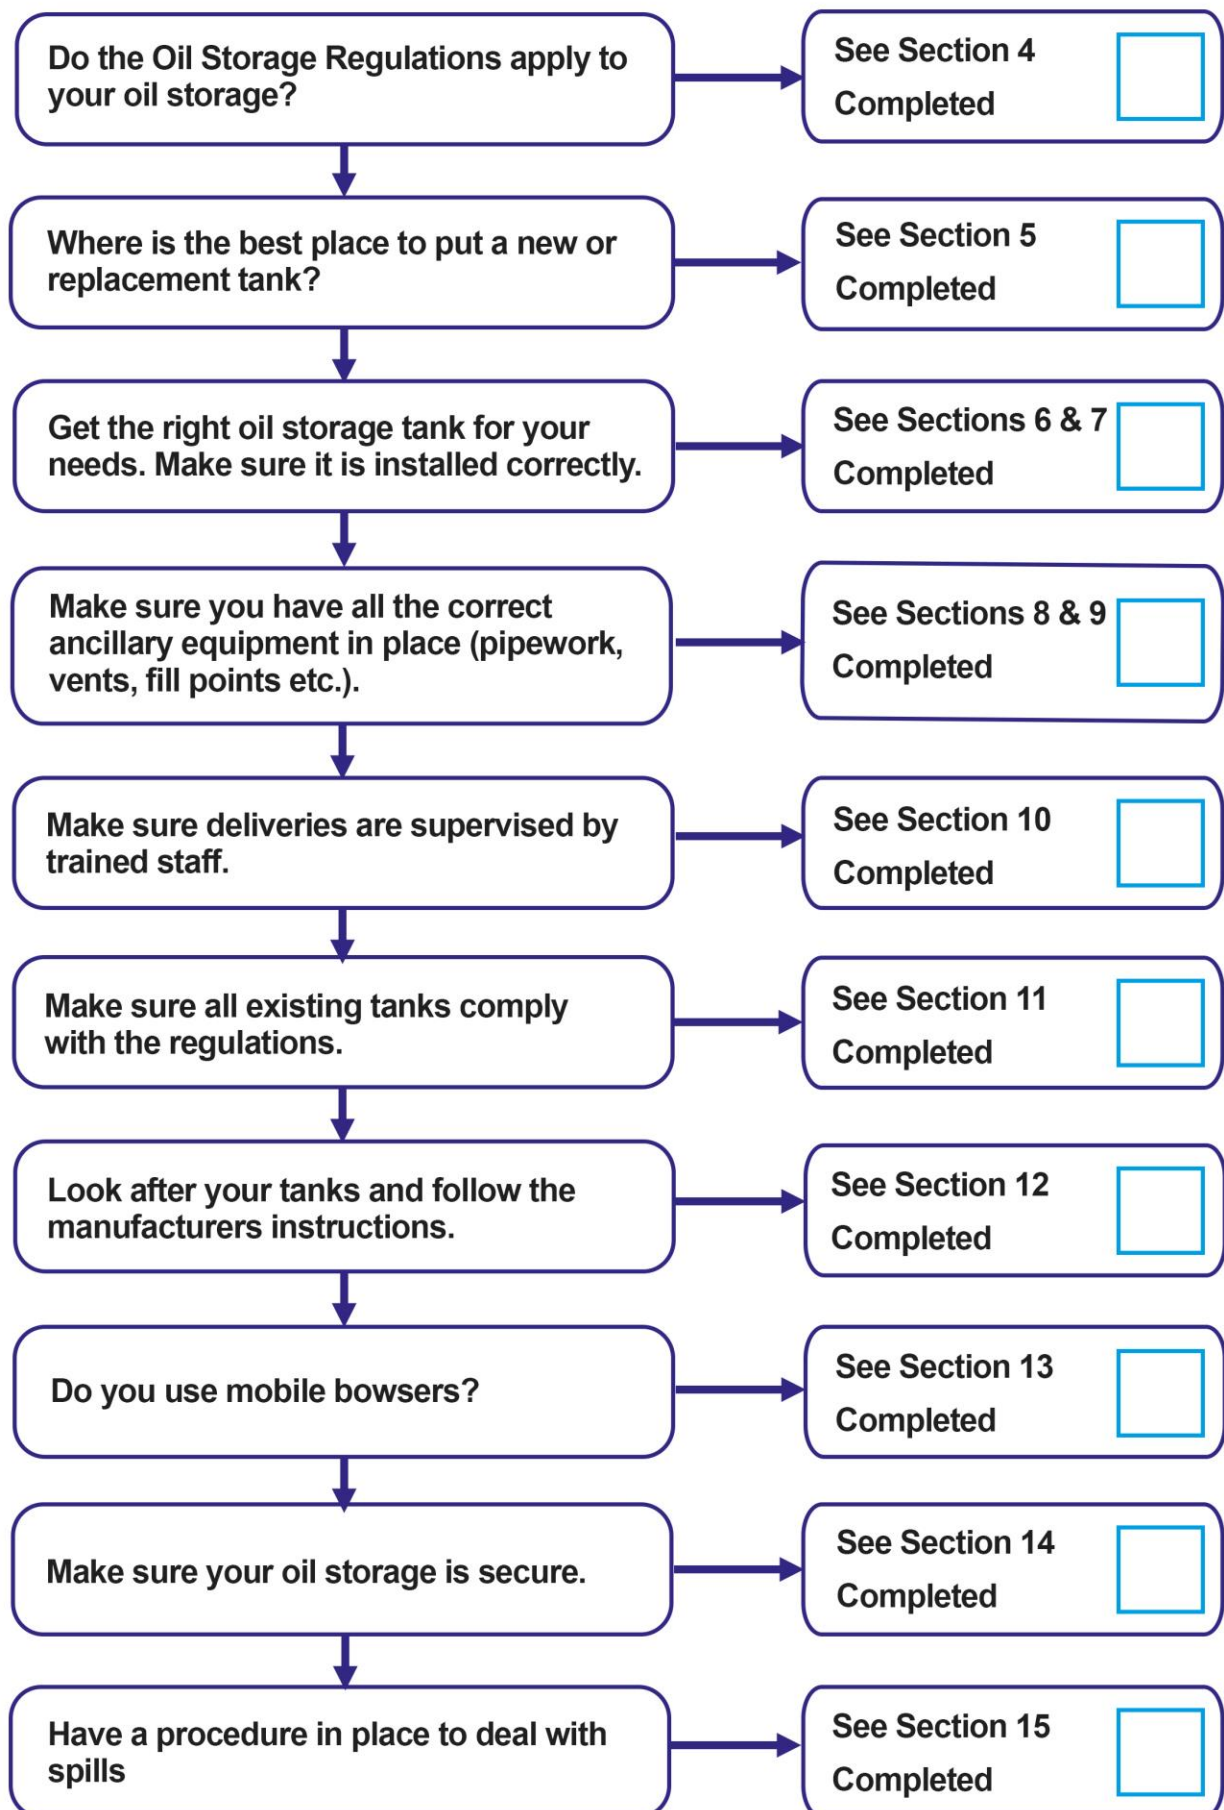 Do the Oil Storage Regulations apply to
your oil storage?
See Section 4
Completed
Where is the best place to put a new or
replacement tank?
See Section 5
Completed
Get the right oil storage tank for your
needs. Make sure it is installed correctly.
See Sections 6 & 7
Completed
Make sure you have all the correct
ancillary equipment in place (pipework,
vents, fill points etc.).
See Sections 8 & 9
Completed
Make sure deliveries are supervised by
trained staff.
See Section 10
Completed
Make sure all existing tanks comply
with the regulations.
See Section 11
Completed
Look after your tanks and follow the
manufacturers instructions.
See Section 12
Completed
Do you use mobile bowsers?
See Section 13
Completed
Make sure your oil storage is secure.
See Section 14
Completed
Have a procedure in place to deal with
spills
See Section 15
Completed